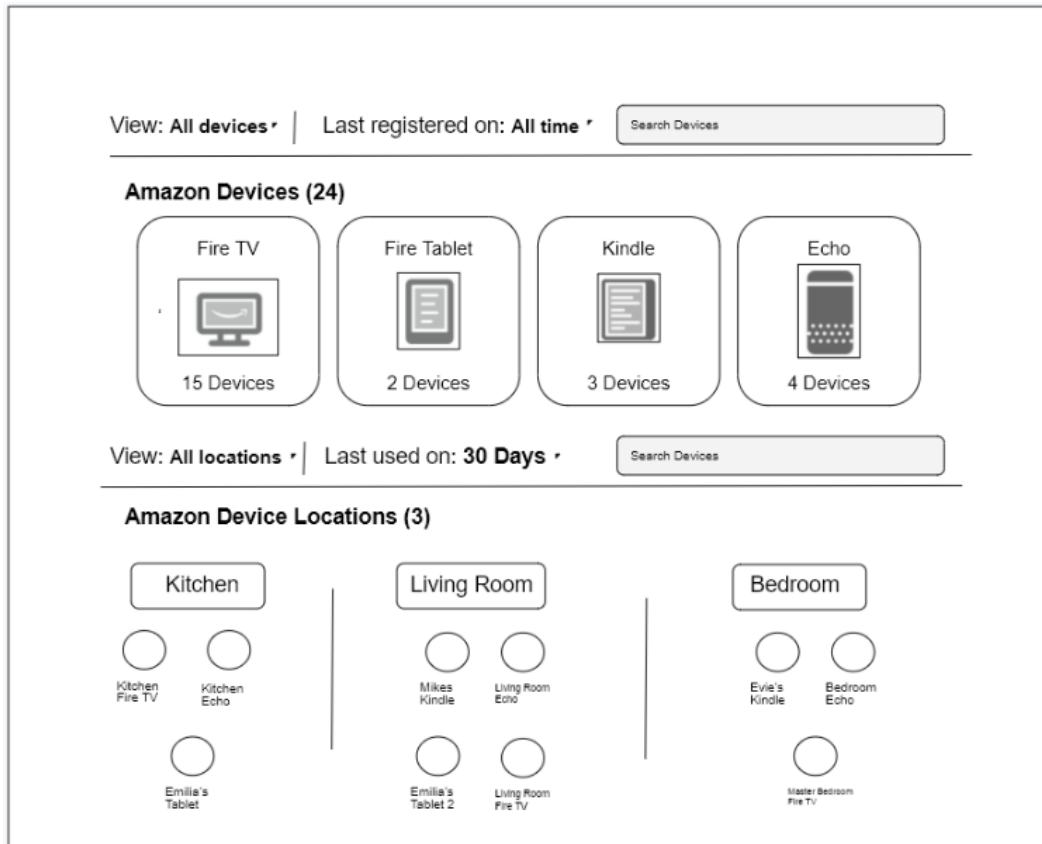 View: All devices Last registered on: All time Search Devices
Amazon Devices (24)
Fire TV Fire Tablet Kindle Echo
15 Devices 2 Devices 3 Devices 4 Devices
View: All locations Last used on: 30 Days Search Devices
Amazon Device Locations (3)
Kitchen Living Room Bedroom
Kitchen
Fire TV
Kitchen
Echo
Mikes
Kindle
Living Room
Echo
Evie's
Kindle
Bedroom
Echo
Emilia's
Tablet
Emilia's
Tablet 2
Living Room
Fire TV
Master Bedroom
Fire TV